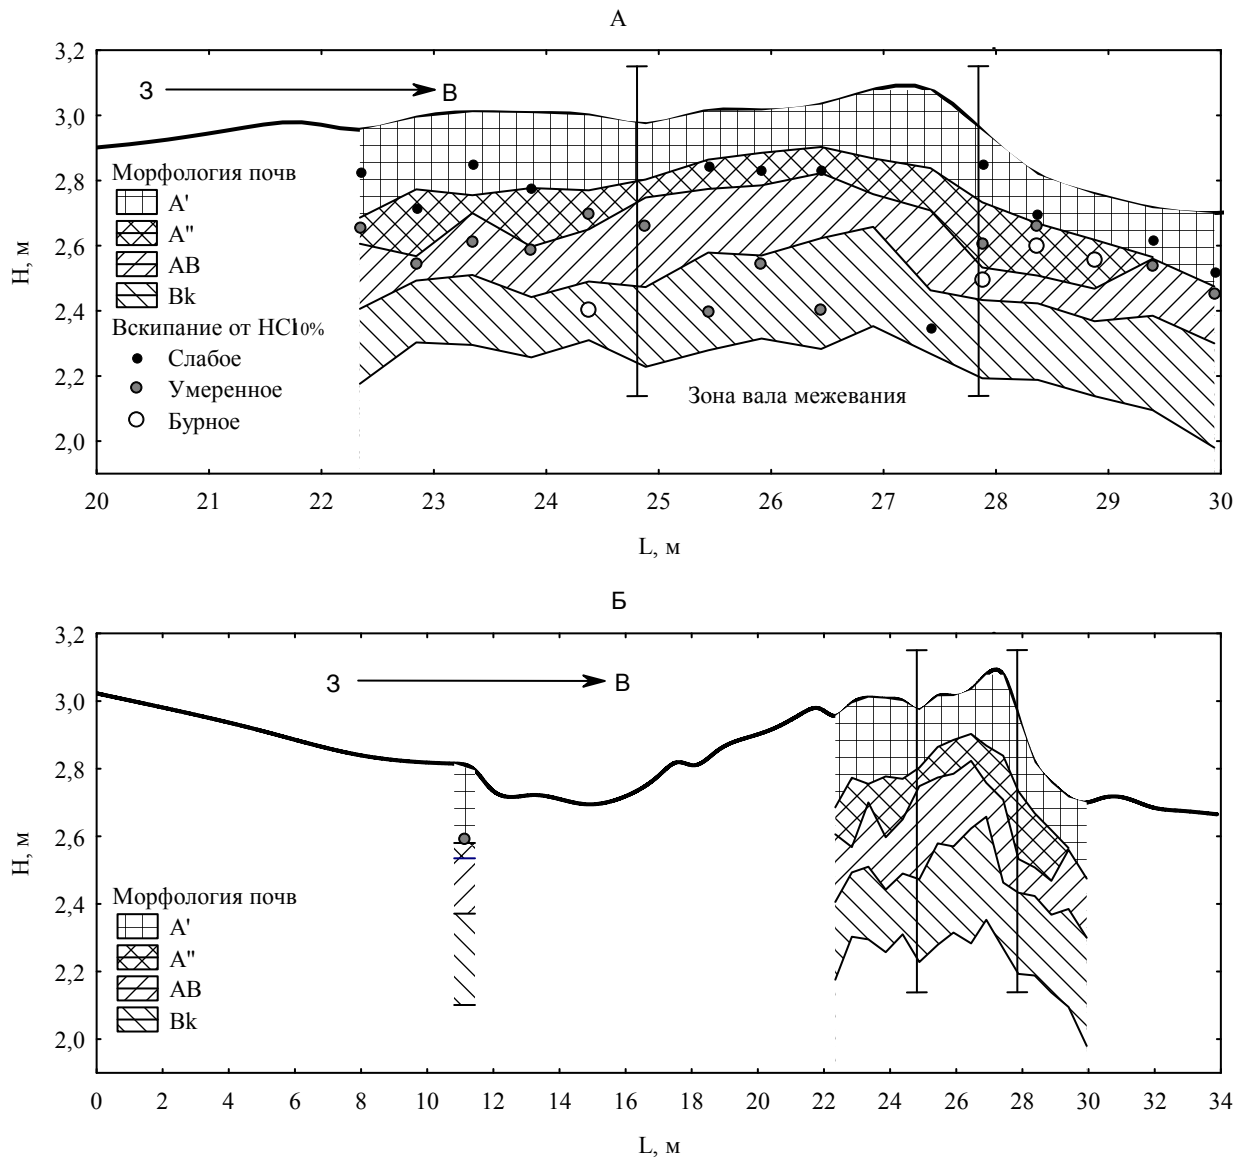 А
3,2
3,0
2,8
2,6
2,4
2,2
2,0
Н, м
З В
Морфология почв
A'
A"
AB
Bk
Вскипание от HCl10%
Слабое
Умеренное
Бурное
Зона вала межевания
20 21 22 23 24 25 26 27 28 29 30
L, м
Б
3,2
3,0
2,8
2,6
2,4
2,2
2,0
Н, м
З В
Морфология почв
A'
A"
AB
Bk
0 2 4 6 8 10 12 14 16 18 20 22 24 26 28 30 32 34
L, м